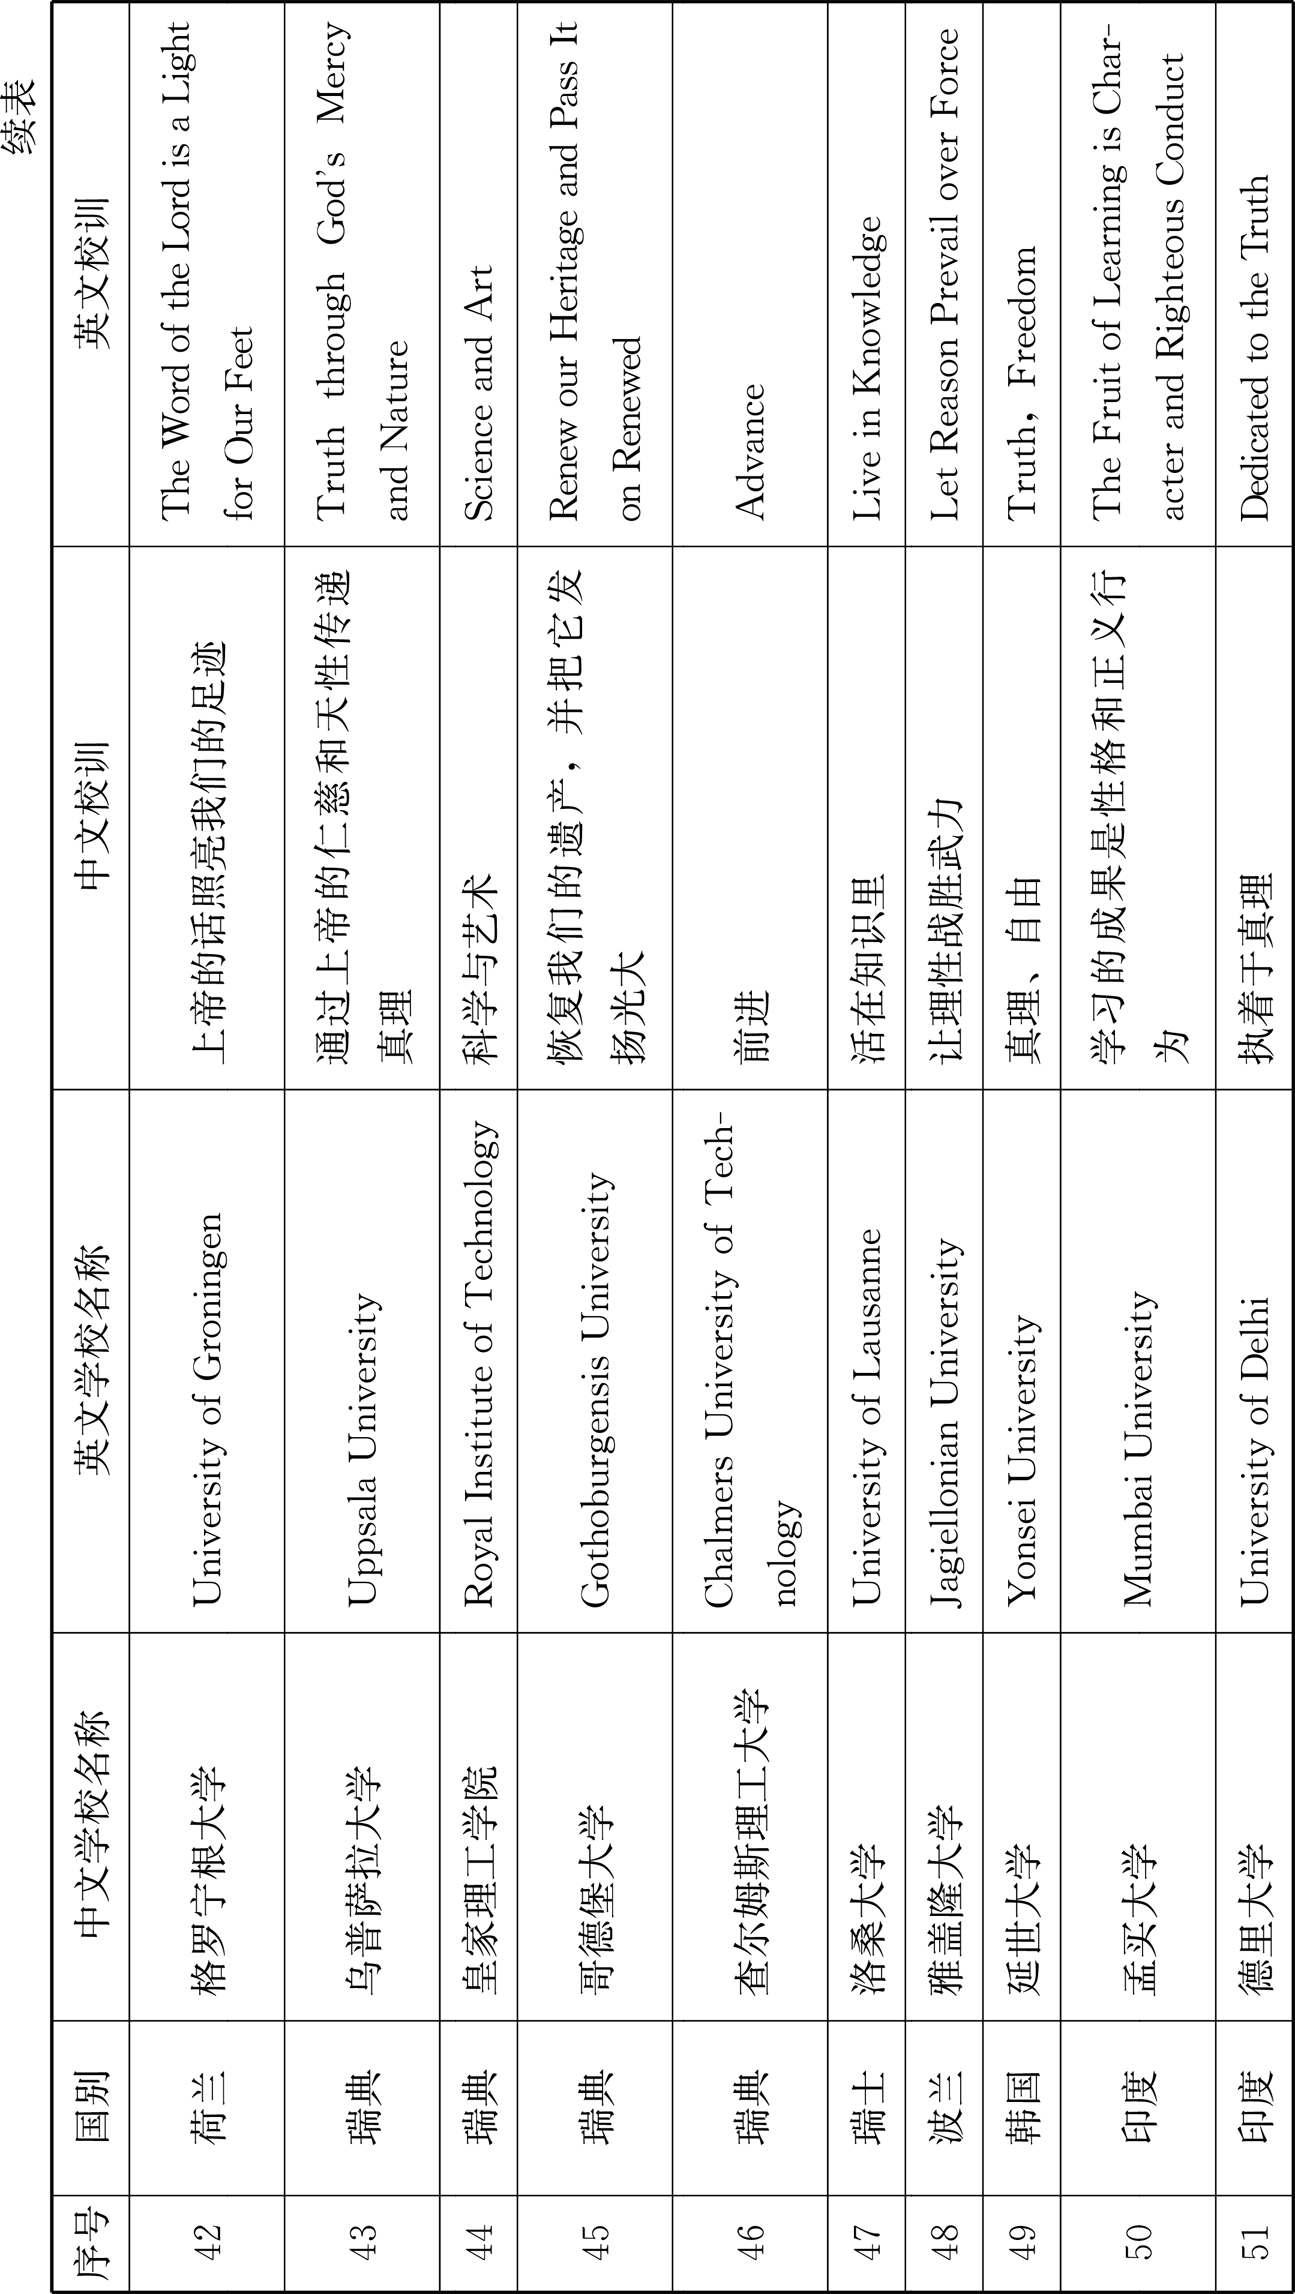 续表
序号 国别 中文学校名称 英文学校名称 中文校训 英文校训
42 荷兰 格罗宁根大学 University of Groningen 上帝的话照亮我们的足迹 The Word of the Lord is a Light
for Our Feet
43 瑞典 乌普萨拉大学 Uppsala University 通过上帝的仁慈和天性传递 Truth through God's Mercy
真理 and Nature
44 瑞典 皇家理工学院 Royal Institute of Technology 科学与艺术 Science and Art
45 瑞典 哥德堡大学 Gothoburgensis University 恢复我们的遗产，并把它发 Renew our Heritage and Pass It
扬光大 on Renewed
46 瑞典 查尔姆斯理工大学 Chalmers University of Tech-
nology 前进 Advance
47 瑞士 洛桑大学 University of Lausanne 活在知识里 Live in Knowledge
48 波兰 雅盖隆大学 Jagiellonian University 让理性战胜武力 Let Reason Prevail over Force
49 韩国 延世大学 Yonsei University 真理、自由 Truth, Freedom
50 印度 孟买大学 Mumbai University 学习的成果是性格和正义行 The Fruit of Learning is Char-
为 acter and Righteous Conduct
51 印度 德里大学 University of Delhi 执着于真理 Dedicated to the Truth